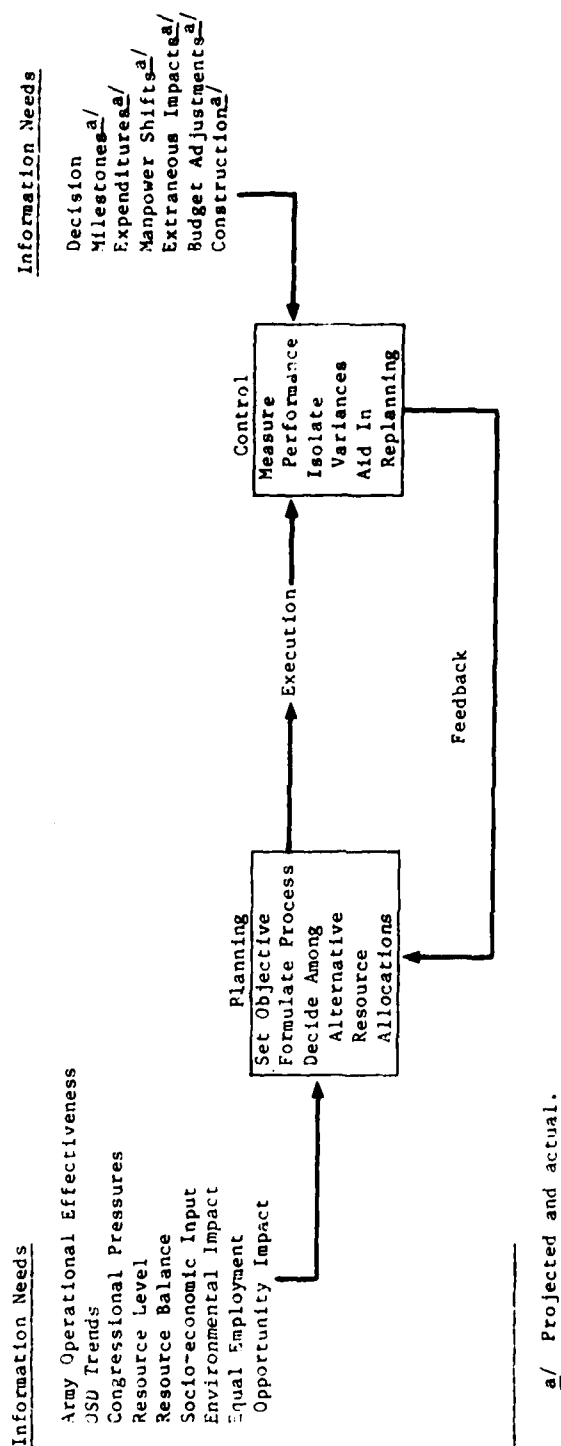 Information Needs
Army Operational Effectiveness
OSD Trends
Congressional Pressures
Resource Level
Resource Balance
Socio-economic Input
Environmental Impact
Equal Employment
Opportunity Impact
Planning
Set Objective
Formulate Process
Decide Among
Alternative
Resource
Allocations
Execution
Control
Measure
Performance
Isolate
Variances
Aid In
Replanning
Information Needs
Decision
Milestones a/
Expenditures a/
Manpower Shifts a/
Extraneous Impacts a/
Budget Adjustments a/
Construction a/
Feedback
a/ Projected and actual.